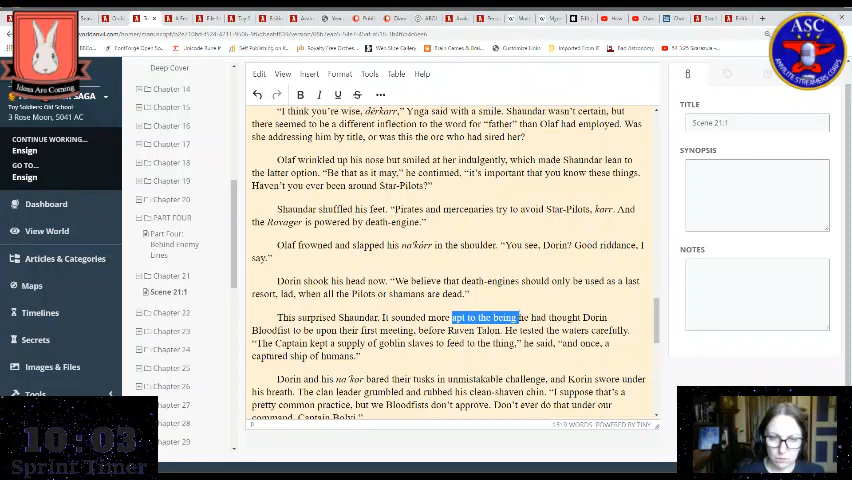 Ideas Are Coming
ASC
ANVILITE STREAMERS CORPS
SAGA
Toy Soldiers: Old School
3 Rose Moon, 5041 AC
CONTINUE WORKING...
Ensign
GO TO...
Ensign
Dashboard
View World
Articles & Categories
Maps
Timelines
Secrets
Images & Files
Tools
10:03
Sprint Timer
Deep Cover
Chapter 14
Chapter 15
Chapter 16
Chapter 17
Chapter 18
Chapter 19
Chapter 20
PART FOUR
Part Four:
Behind Enemy
Lines
Chapter 21
Scene 21:1
Chapter 22
Chapter 23
Chapter 24
Chapter 25
Chapter 26
Chapter 27
Chapter 28
Chapter 29
Edit View Insert Format Tools Table Help
B I U
“I think you’re wise, dêrkarr,” Ynga said with a smile. Shaundar wasn’t certain, but
there seemed to be a different inflection to the word for “father” than Olaf had employed. Was
she addressing him by title, or was this the orc who had sired her?
Olaf wrinkled up his nose but smiled at her indulgently, which made Shaundar lean to
the latter option. “Be that as it may,” he continued, “it’s important that you know these things.
Haven’t you ever been around Star-Pilots?”
Shaundar shuffled his feet. “Pirates and mercenaries try to avoid Star-Pilots, karr. And
the Ravager is powered by death-engine.”
Olaf frowned and slapped his na’kórr in the shoulder. “You see, Dorin? Good riddance, I
say.”
Dorin shook his head now. “We believe that death-engines should only be used as a last
resort, lad, when all the Pilots or shamans are dead.”
This surprised Shaundar. It sounded more apt to the being he had thought Dorin
Bloodfist to be upon their first meeting, before Raven Talon. He tested the waters carefully.
“The Captain kept a supply of goblin slaves to feed to the thing,” he said, “and once, a
captured ship of humans.”
Dorin and his na’kor bared their tusks in unmistakable challenge, and Korin swore under
his breath. The clan leader grumbled and rubbed his clean-shaven chin. “I suppose that’s a
pretty common practice, but we Bloodfists don’t approve. Don’t ever do that under our
command, Captain Bolvi.”
P
1519 WORDS POWERED BY TINY
TITLE
Scene 21:1
SYNOPSIS
NOTES